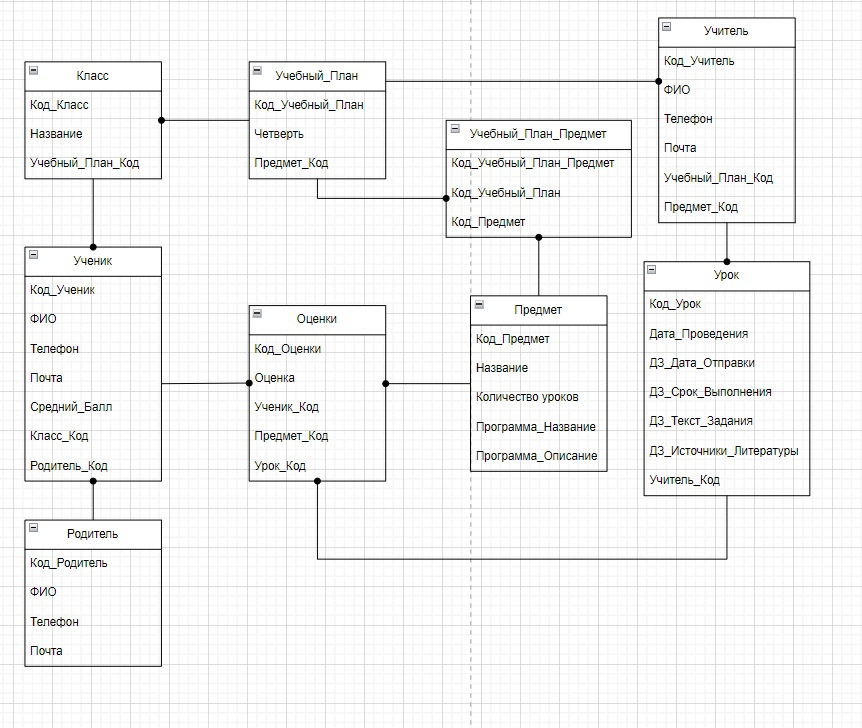 Класс
Код_Класс
Название
Учебный_План_Код
Учебный_План
Код_Учебный_План
Четверть
Предмет_Код
Учебный_План_Предмет
Код_Учебный_План_Предмет
Код_Учебный_План
Код_Предмет
Учитель
Код_Учитель
ФИО
Телефон
Почта
Учебный_План_Код
Предмет_Код
Ученик
Код_Ученик
ФИО
Телефон
Почта
Средний_Балл
Класс_Код
Родитель_Код
Оценки
Код_Оценки
Оценка
Ученик_Код
Предмет_Код
Урок_Код
Предмет
Код_Предмет
Название
Количество уроков
Программа_Название
Программа_Описание
Урок
Код_Урок
Дата_Проведения
ДЗ_Дата_Отправки
ДЗ_Срок_Выполнения
ДЗ_Текст_Задания
ДЗ_Источники_Литературы
Учитель_Код
Родитель
Код_Родитель
ФИО
Телефон
Почта